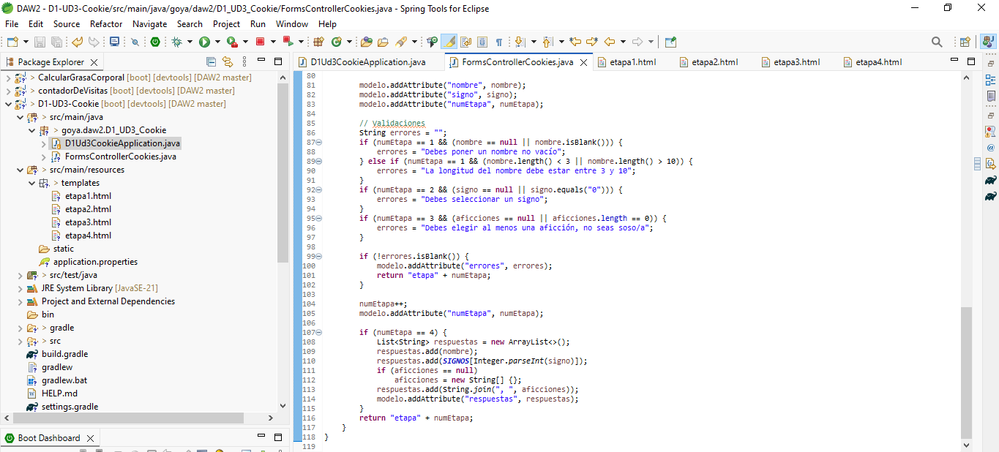 DAW2 - D1-UD3-Cookie/src/main/java/goya/daw2/D1_UD3_Cookie/FormsControllerCookies.java - Spring Tools for Eclipse
File Edit Source Refactor Navigate Search Project Run Window Help
Package Explorer
> CalcularGrasaCorporal [boot] [devtools] [DAW2 master]
> contadorDeVisitas [boot] [devtools] [DAW2 master]
> D1-UD3-Cookie [boot] [devtools] [DAW2 master]
> src/main/java
> goya.daw2.D1_UD3_Cookie
D1Ud3CookieApplication.java
FormsControllerCookies.java
> src/main/resources
> templates
etapa1.html
etapa2.html
etapa3.html
etapa4.html
static
application.properties
> src/test/java
JRE System Library [JavaSE-21]
Project and External Dependencies
bin
> gradle
> src
build.gradle
gradlew
gradlew.bat
HELP.md
settings.gradle
Boot Dashboard
D1Ud3CookieApplication.java FormsControllerCookies.java etapa1.html etapa2.html etapa3.html etapa4.html
80
81 modelo.addAttribute("nombre", nombre);
82 modelo.addAttribute("signo", signo);
83 modelo.addAttribute("numEtapa", numEtapa);
84
85 // Validaciones
86 String errores = "";
87 if (numEtapa == 1 && (nombre == null || nombre.isBlank())) {
88 errores = "Debes poner un nombre no vacío";
89 } else if (numEtapa == 1 && (nombre.length() < 3 || nombre.length() > 10)) {
90 errores = "La longitud del nombre debe estar entre 3 y 10";
91 }
92 if (numEtapa == 2 && (signo == null || signo.equals("0"))) {
93 errores = "Debes seleccionar un signo";
94 }
95 if (numEtapa == 3 && (aficciones == null || aficciones.length == 0)) {
96 errores = "Debes elegir al menos una aficción, no seas soso/a";
97 }
98
99 if (!errores.isBlank()) {
100 modelo.addAttribute("errores", errores);
101 return "etapa" + numEtapa;
102 }
103
104 numEtapa++;
105 modelo.addAttribute("numEtapa", numEtapa);
106
107 if (numEtapa == 4) {
108 List<String> respuestas = new ArrayList<>();
109 respuestas.add(nombre);
110 respuestas.add(SIGNOS[Integer.parseInt(signo)]);
111 if (aficciones == null)
112 aficciones = new String[] {};
113 respuestas.add(String.join(", ", aficciones));
114 modelo.addAttribute("respuestas", respuestas);
115 }
116 return "etapa" + numEtapa;
117 }
118 }
119